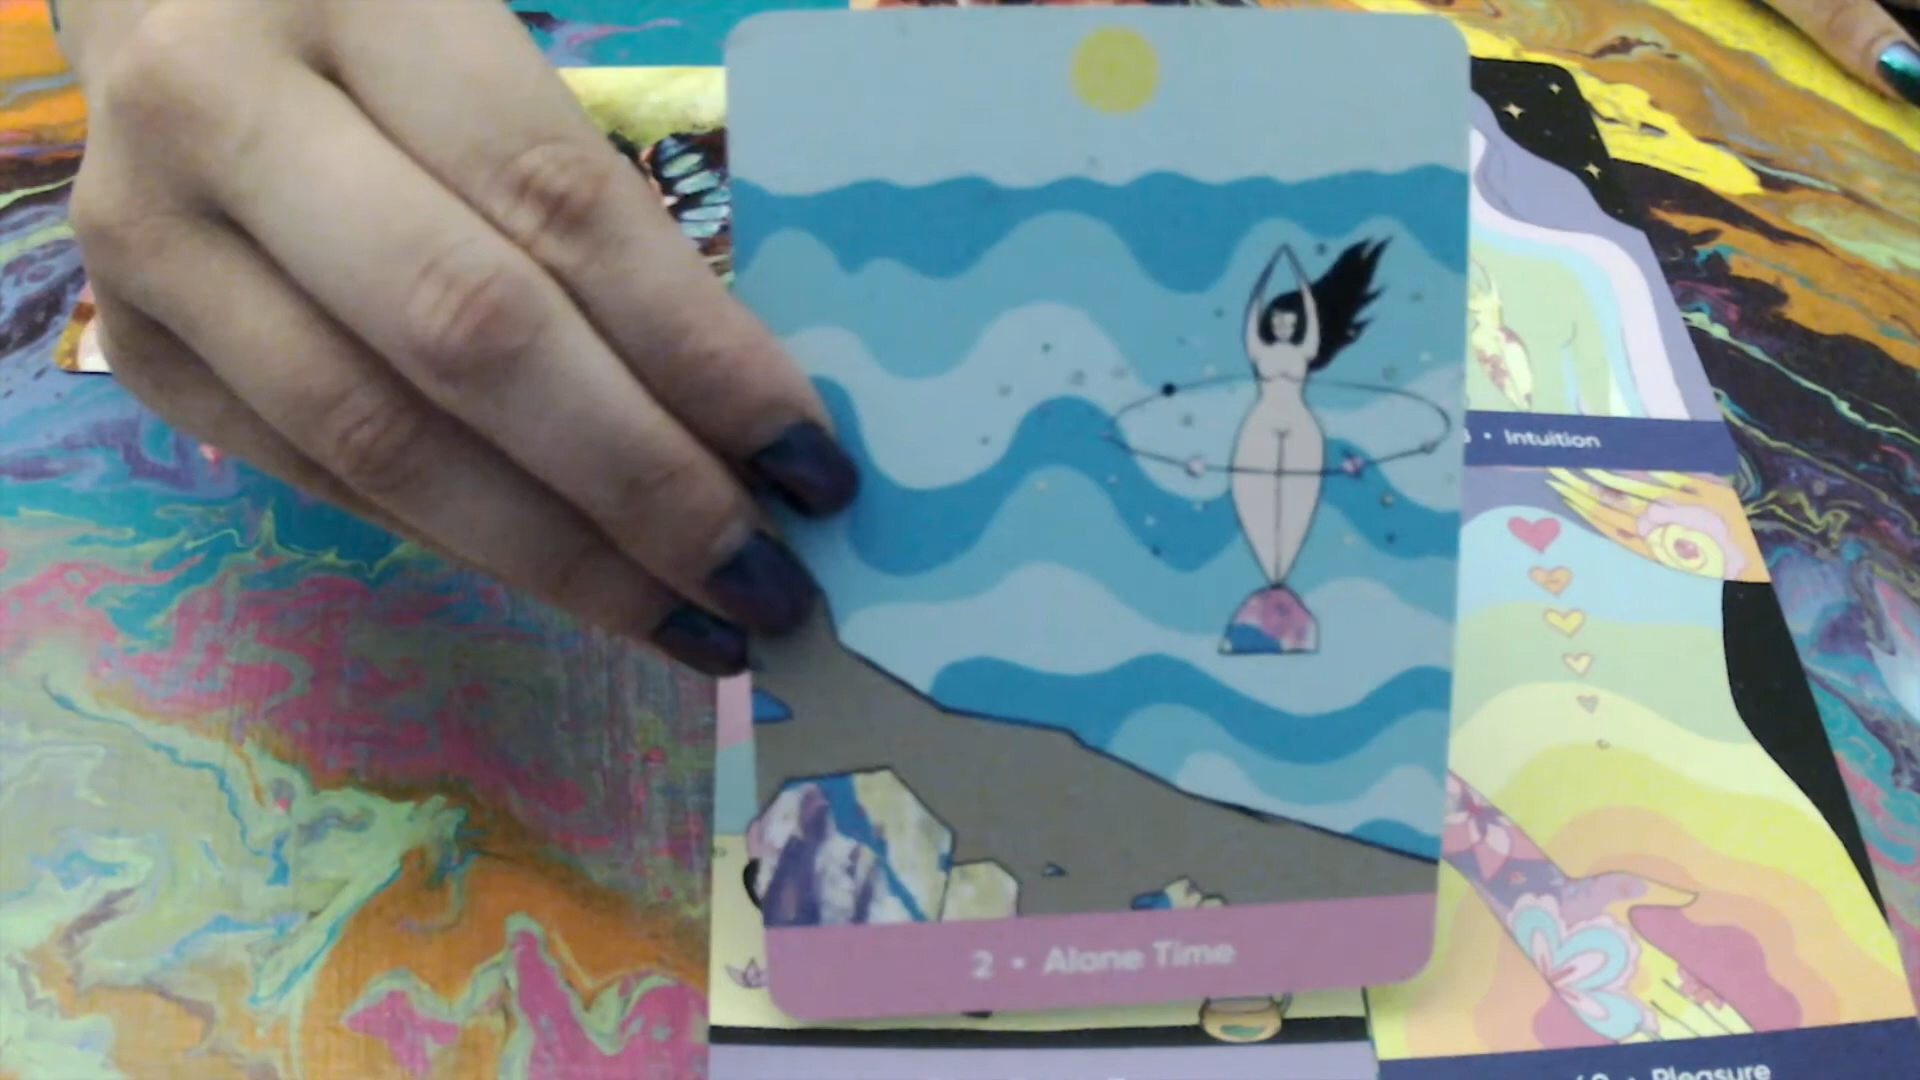 • Intuition
2 • Alone Time
• Pleasure